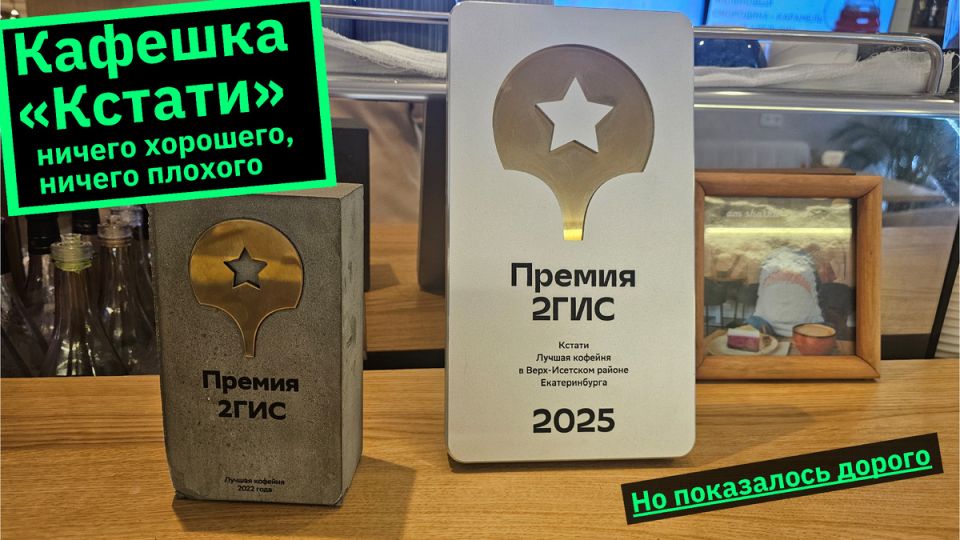 Кафешка
«Кстати»
ничего хорошего,
ничего плохого
Премия
2ГИС
Лучшая кофейня
2022 года
Премия
2ГИС
Кстати
Лучшая кофейня
в Верх-Исетском районе
Екатеринбурга
2025
Но показалось дорого